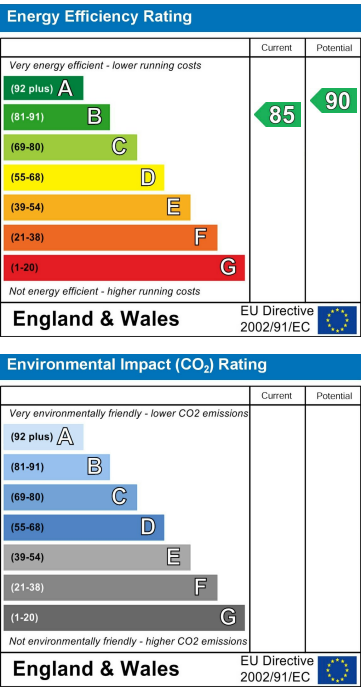 Energy Efficiency Rating
Current Potential
Very energy efficient - lower running costs
(92 plus) A
(81-91) B
(69-80) C
(55-68) D
(39-54) E
(21-38) F
(1-20) G
85
90
Not energy efficient - higher running costs
England & Wales
EU Directive
2002/91/EC
Environmental Impact (CO₂) Rating
Current Potential
Very environmentally friendly - lower CO2 emissions
(92 plus) A
(81-91) B
(69-80) C
(55-68) D
(39-54) E
(21-38) F
(1-20) G
Not environmentally friendly - higher CO2 emissions
England & Wales
EU Directive
2002/91/EC